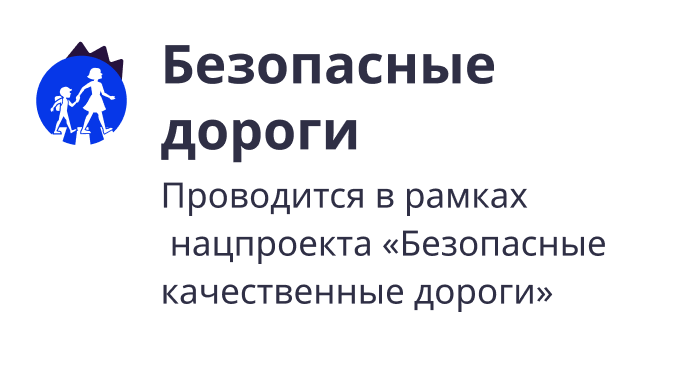 Безопасные
дороги
Проводится в рамках
нацпроекта «Безопасные
качественные дороги»